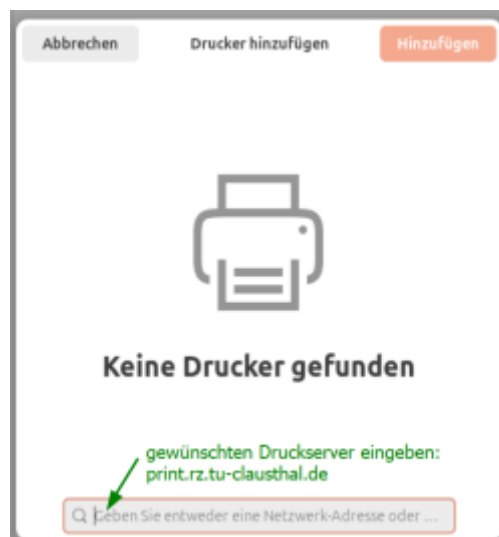 Abbrechen Drucker hinzufügen Hinzufügen
Keine Drucker gefunden
gewünschten Druckserver eingeben:
print.rz.tu-clausthal.de
Geben Sie entweder eine Netzwerk-Adresse oder ...